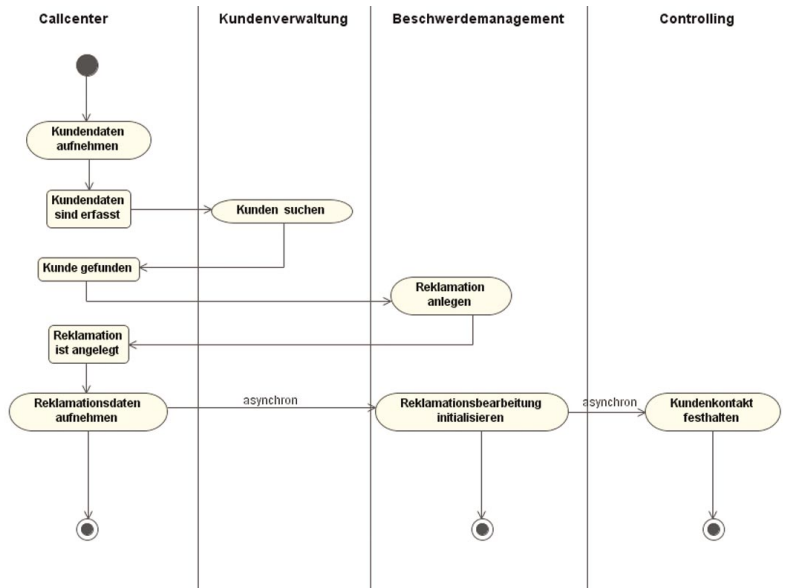 Callcenter
Kundenverwaltung
Beschwerdemanagement
Controlling
Kundendaten
aufnehmen
Kundendaten
sind erfasst
Kunden suchen
Kunde gefunden
Reklamation
anlegen
Reklamation
ist angelegt
Reklamationsdaten
aufnehmen
asynchron
Reklamationsbearbeitung
initialisieren
asynchron
Kundenkontakt
festhalten